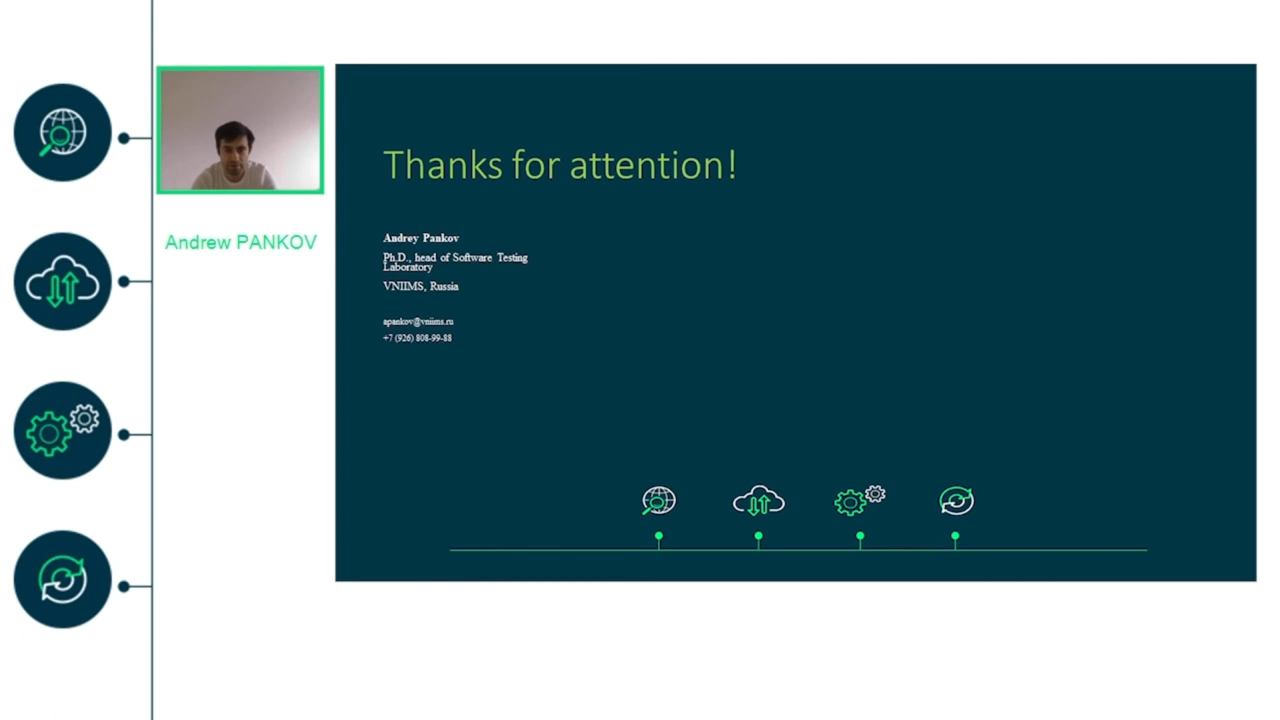 Thanks for attention!
Andrew PANKOV
Andrey Pankov
Ph.D., head of Software Testing
Laboratory
VNIIMS, Russia
apankov@vniims.ru
+7 (926) 808-99-88